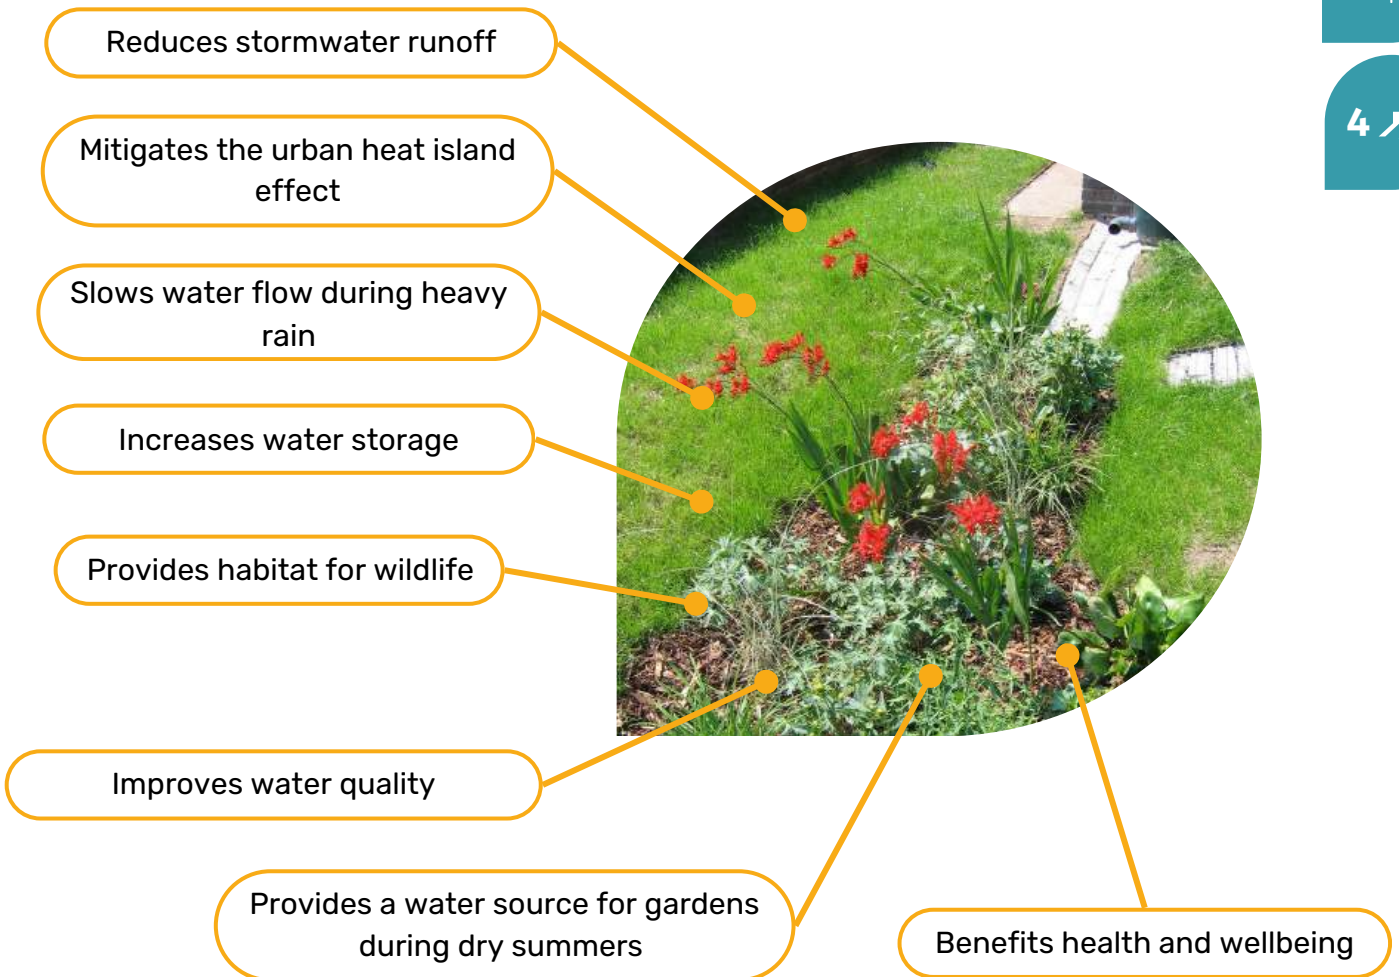 Reduces stormwater runoff
Mitigates the urban heat island
effect
Slows water flow during heavy
rain
Increases water storage
Provides habitat for wildlife
Improves water quality
Provides a water source for gardens
during dry summers
Benefits health and wellbeing
4